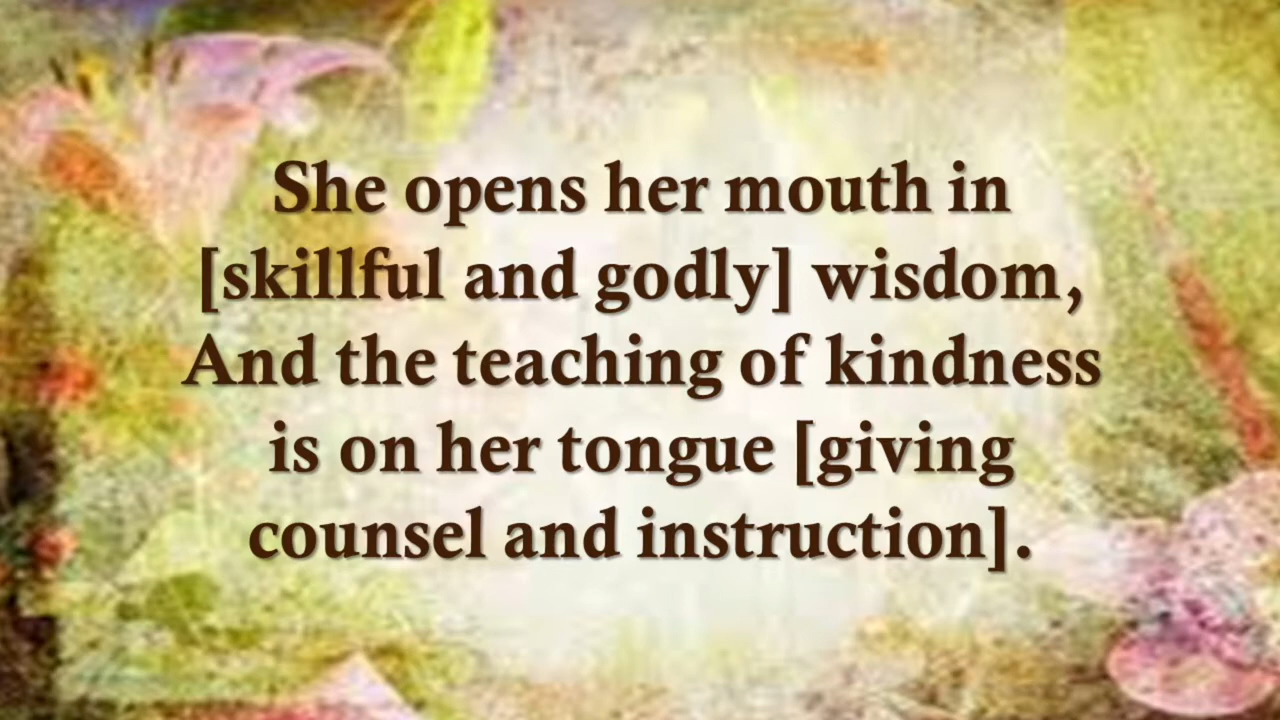 She opens her mouth in
[skillful and godly] wisdom,
And the teaching of kindness
is on her tongue [giving
counsel and instruction].